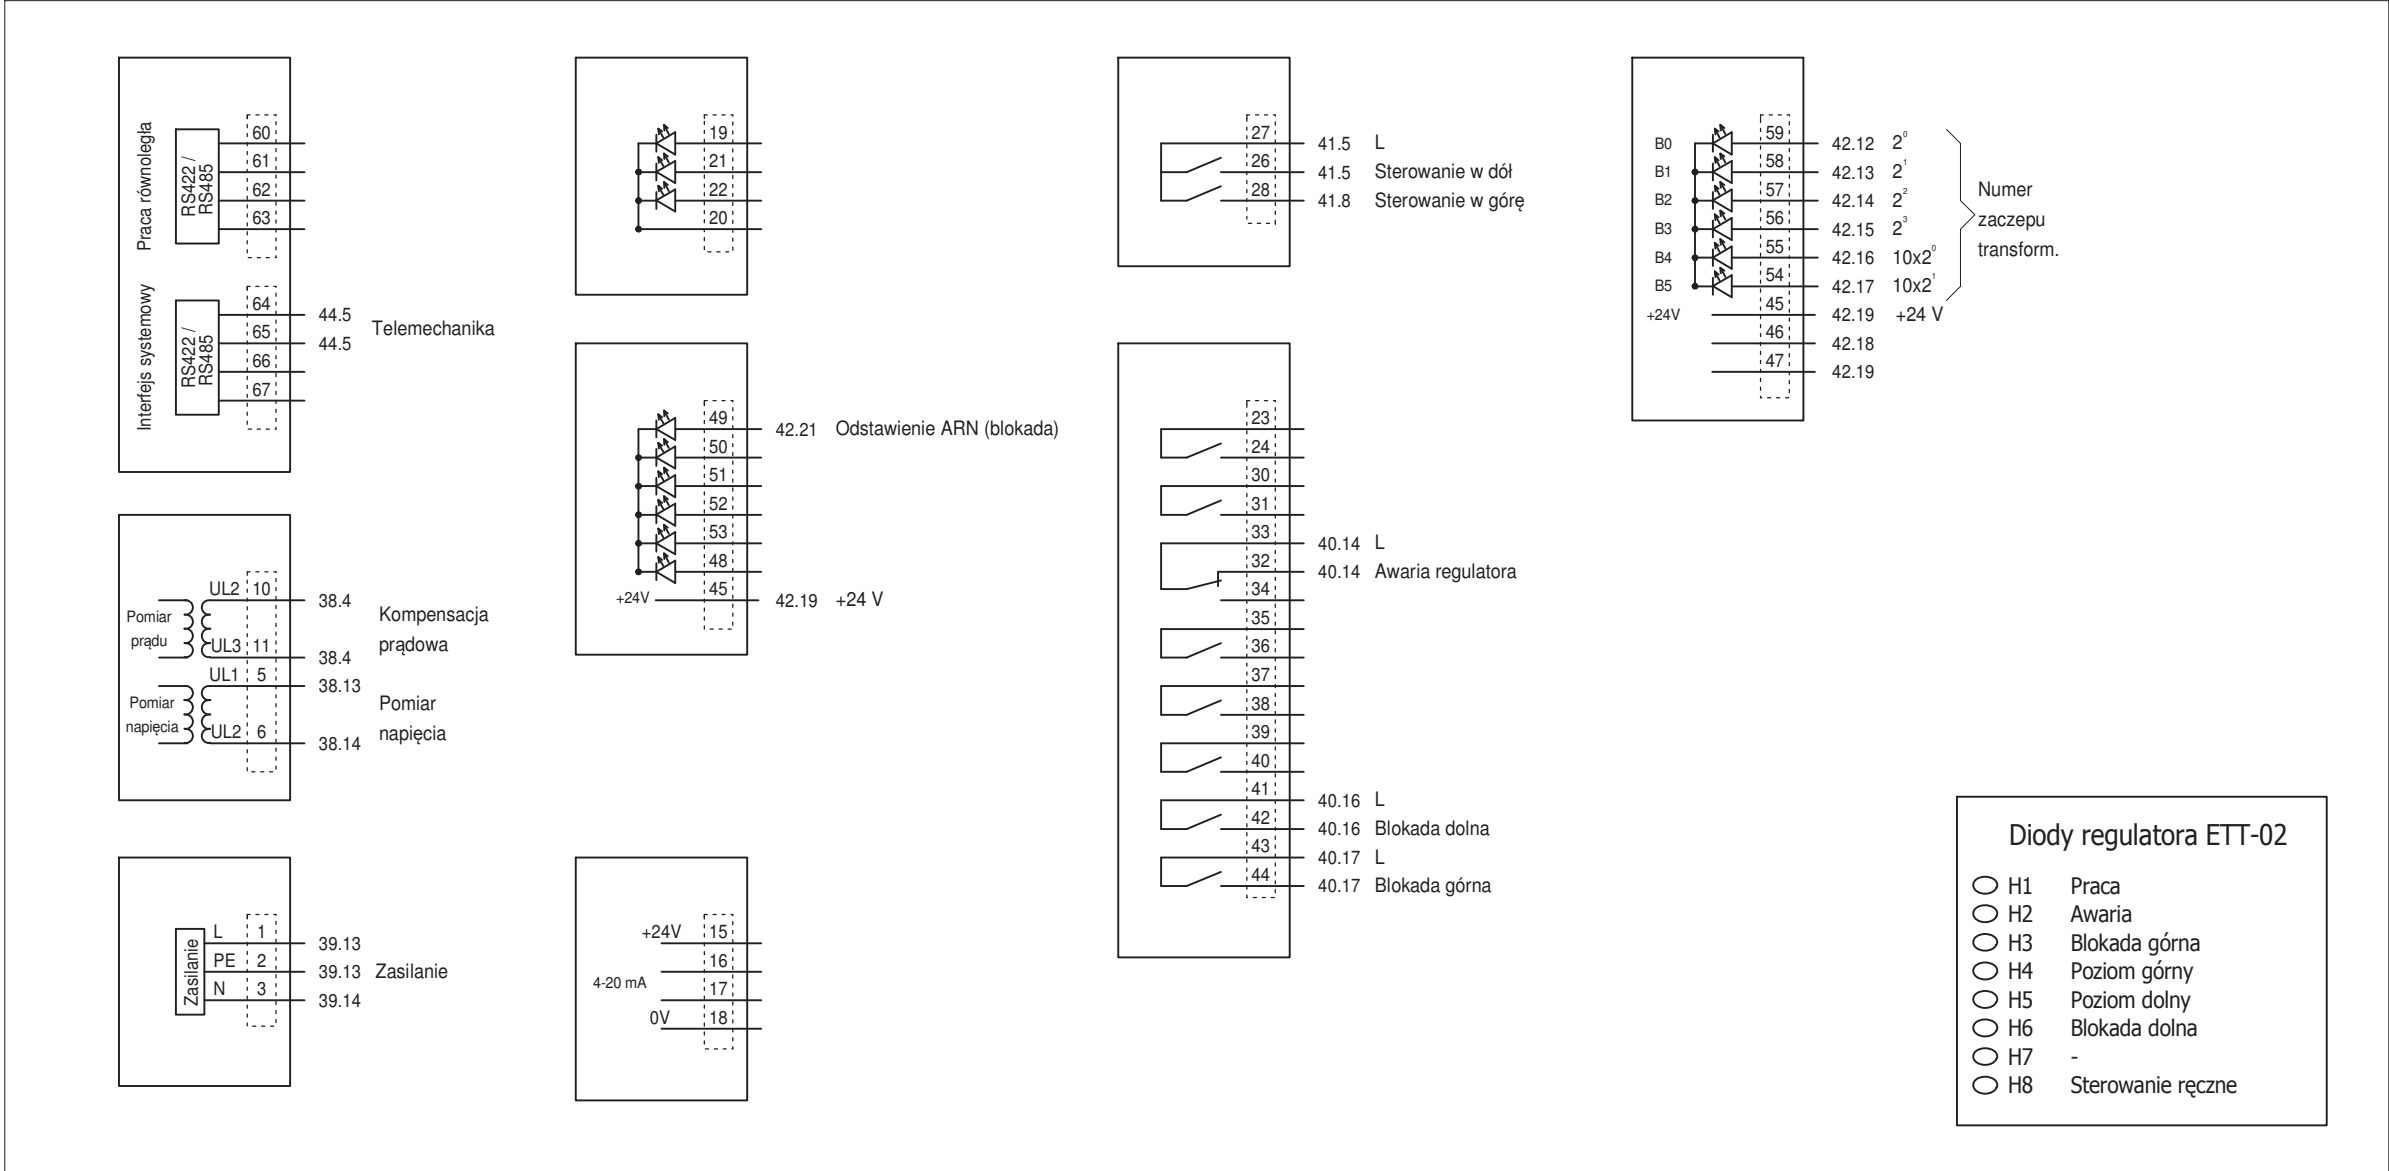 Praca równoległa
RS422 /
RS485
60
61
62
63
Interfejs systemowy
RS422 /
RS485
64
65
66
67
44.5
44.5
Telemechanika
Pomiar
prądu
UL2 10
UL3 11
38.4
38.4
Kompensacja
prądowa
Pomiar
napięcia
UL1 5
UL2 6
38.13
38.14
Pomiar
napięcia
Zasilanie
L 1 39.13
PE 2 39.13 Zasilanie
N 3 39.14
19
21
22
20
49 42.21 Odstawienie ARN (blokada)
50
51
52
53
48
+24V 45 42.19 +24 V
+24V 15
16
4-20 mA
17
0V 18
27 41.5 L
26 41.5 Sterowanie w dół
28 41.8 Sterowanie w górę
23
24
30
31
33 40.14 L
32 40.14 Awaria regulatora
34
35
36
37
38
39
40
41 40.16 L
42 40.16 Blokada dolna
43 40.17 L
44 40.17 Blokada górna
B0 59 42.12 2⁰
B1 58 42.13 2¹
B2 57 42.14 2²
B3 56 42.15 2³
B4 55 42.16 10x2⁰
B5 54 42.17 10x2¹
+24V 45 42.19 +24 V
46 42.18
47 42.19
Numer
zaczepu
transform.
Diody regulatora ETT-02
H1 Praca
H2 Awaria
H3 Blokada górna
H4 Poziom górny
H5 Poziom dolny
H6 Blokada dolna
H7 -
H8 Sterowanie ręczne